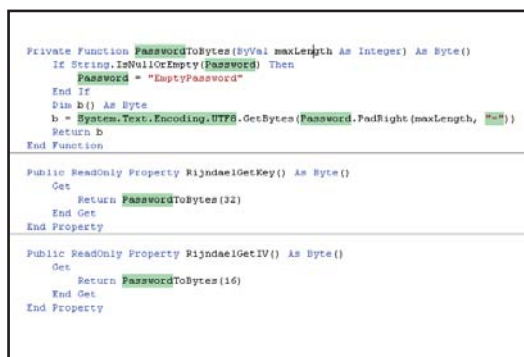 Private Function PasswordToBytes(ByVal maxLength As Integer) As Byte()
If String.IsNullOrEmpty(Password) Then
Password = "EmptyPassword"
End If
Dim b() As Byte
b = System.Text.Encoding.UTF8.GetBytes(Password.PadRight(maxLength, "="))
Return b
End Function
Public ReadOnly Property RijndaelGetKey() As Byte()
Get
Return PasswordToBytes(32)
End Get
End Property
Public ReadOnly Property RijndaelGetIV() As Byte()
Get
Return PasswordToBytes(16)
End Get
End Property